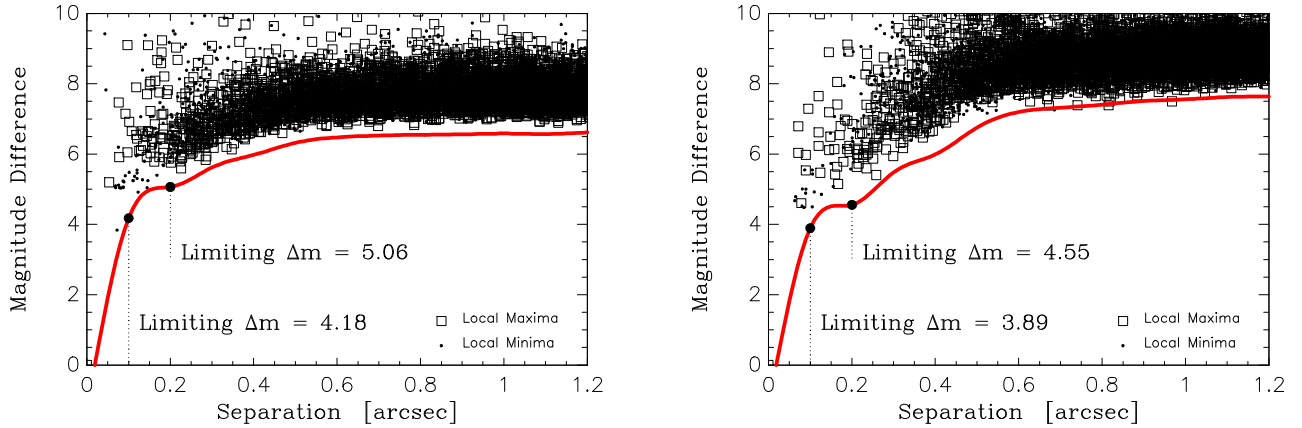 10
8
6
4
2
0
Magnitude Difference
Limiting Δm = 5.06
Limiting Δm = 4.18
Local Maxima
Local Minima
0 0.2 0.4 0.6 0.8 1 1.2
Separation [arcsec]
10
8
6
4
2
0
Magnitude Difference
Limiting Δm = 4.55
Limiting Δm = 3.89
Local Maxima
Local Minima
0 0.2 0.4 0.6 0.8 1 1.2
Separation [arcsec]